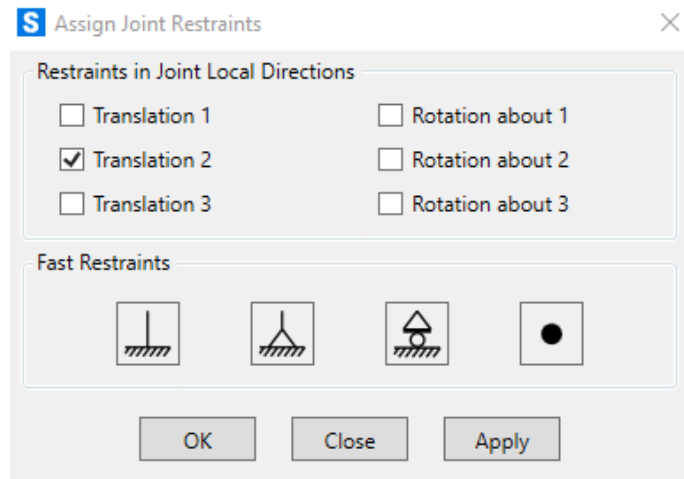 S Assign Joint Restraints
Restraints in Joint Local Directions
Translation 1
Rotation about 1
Translation 2
Rotation about 2
Translation 3
Rotation about 3
Fast Restraints
OK
Close
Apply